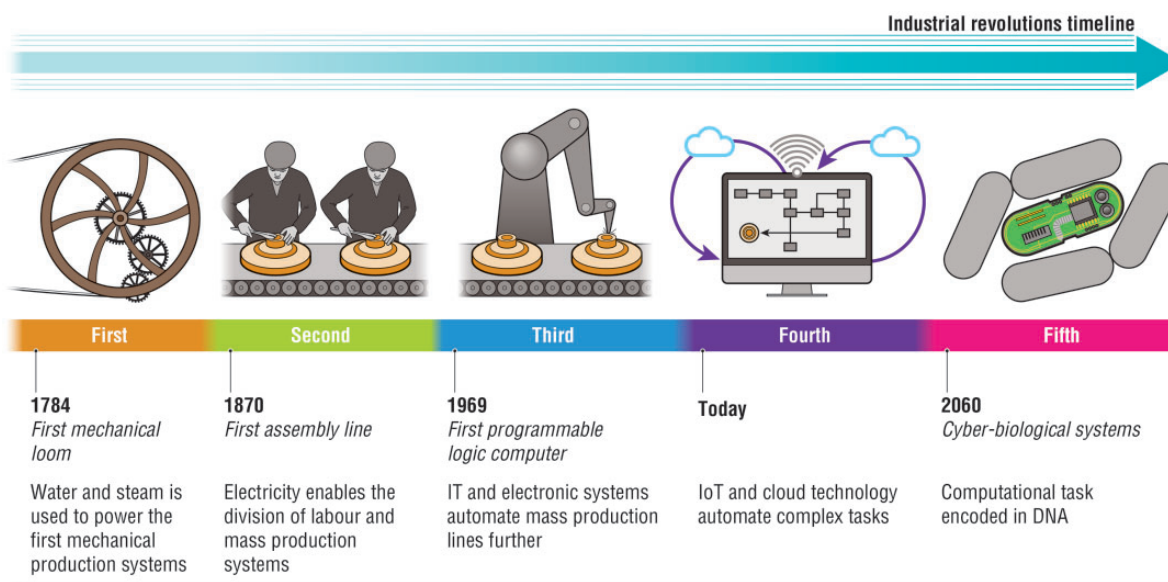 Industrial revolutions timeline
First
Second
Third
Fourth
Fifth
1784
First mechanical
loom
Water and steam is
used to power the
first mechanical
production systems
1870
First assembly line
Electricity enables the
division of labour and
mass production
systems
1969
First programmable
logic computer
IT and electronic systems
automate mass production
lines further
Today
IoT and cloud technology
automate complex tasks
2060
Cyber-biological systems
Computational task
encoded in DNA